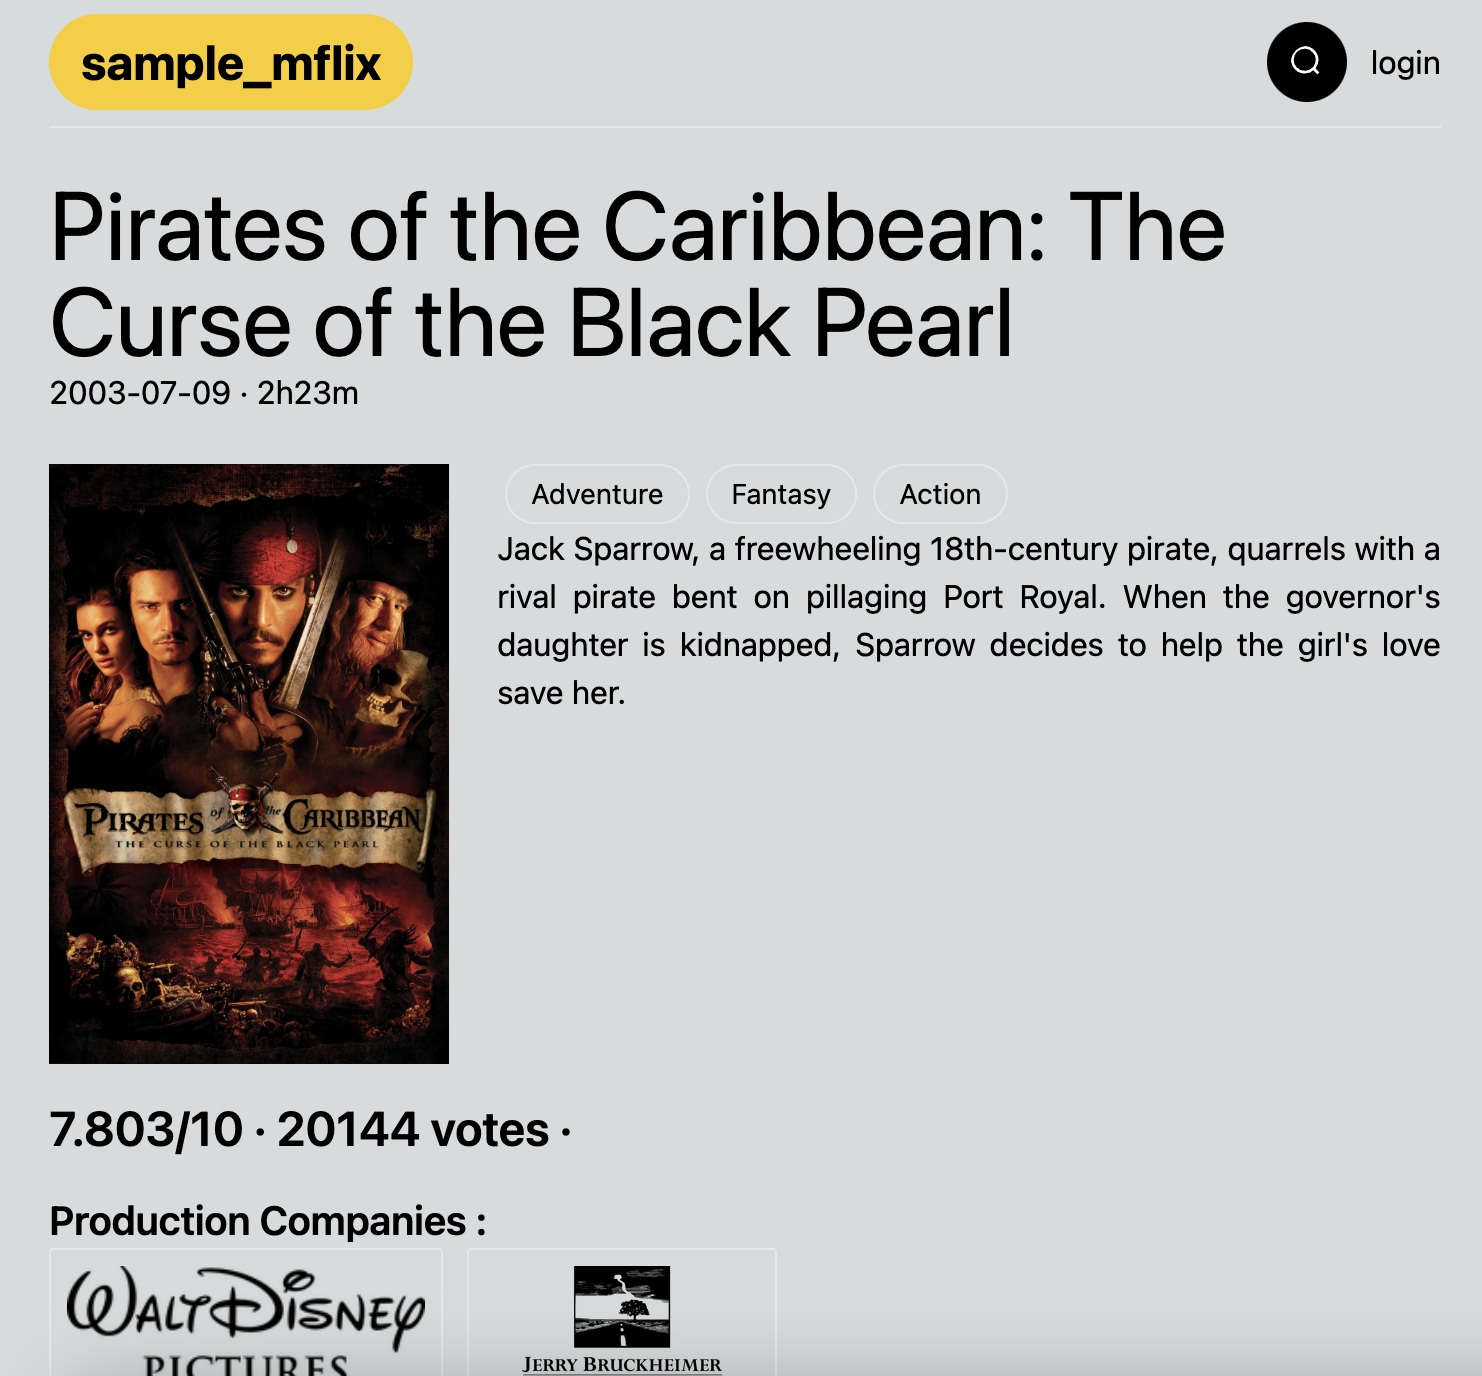 sample_mflix
login
Pirates of the Caribbean: The
Curse of the Black Pearl
2003-07-09 · 2h23m
Adventure
Fantasy
Action
Jack Sparrow, a freewheeling 18th-century pirate, quarrels with a
rival pirate bent on pillaging Port Royal. When the governor's
daughter is kidnapped, Sparrow decides to help the girl's love
save her.
PIRATES of the CARIBBEAN
THE CURSE OF THE BLACK PEARL
7.803/10 · 20144 votes ·
Production Companies :
WALT DISNEY
PICTURES
JERRY BRUCKHEIMER